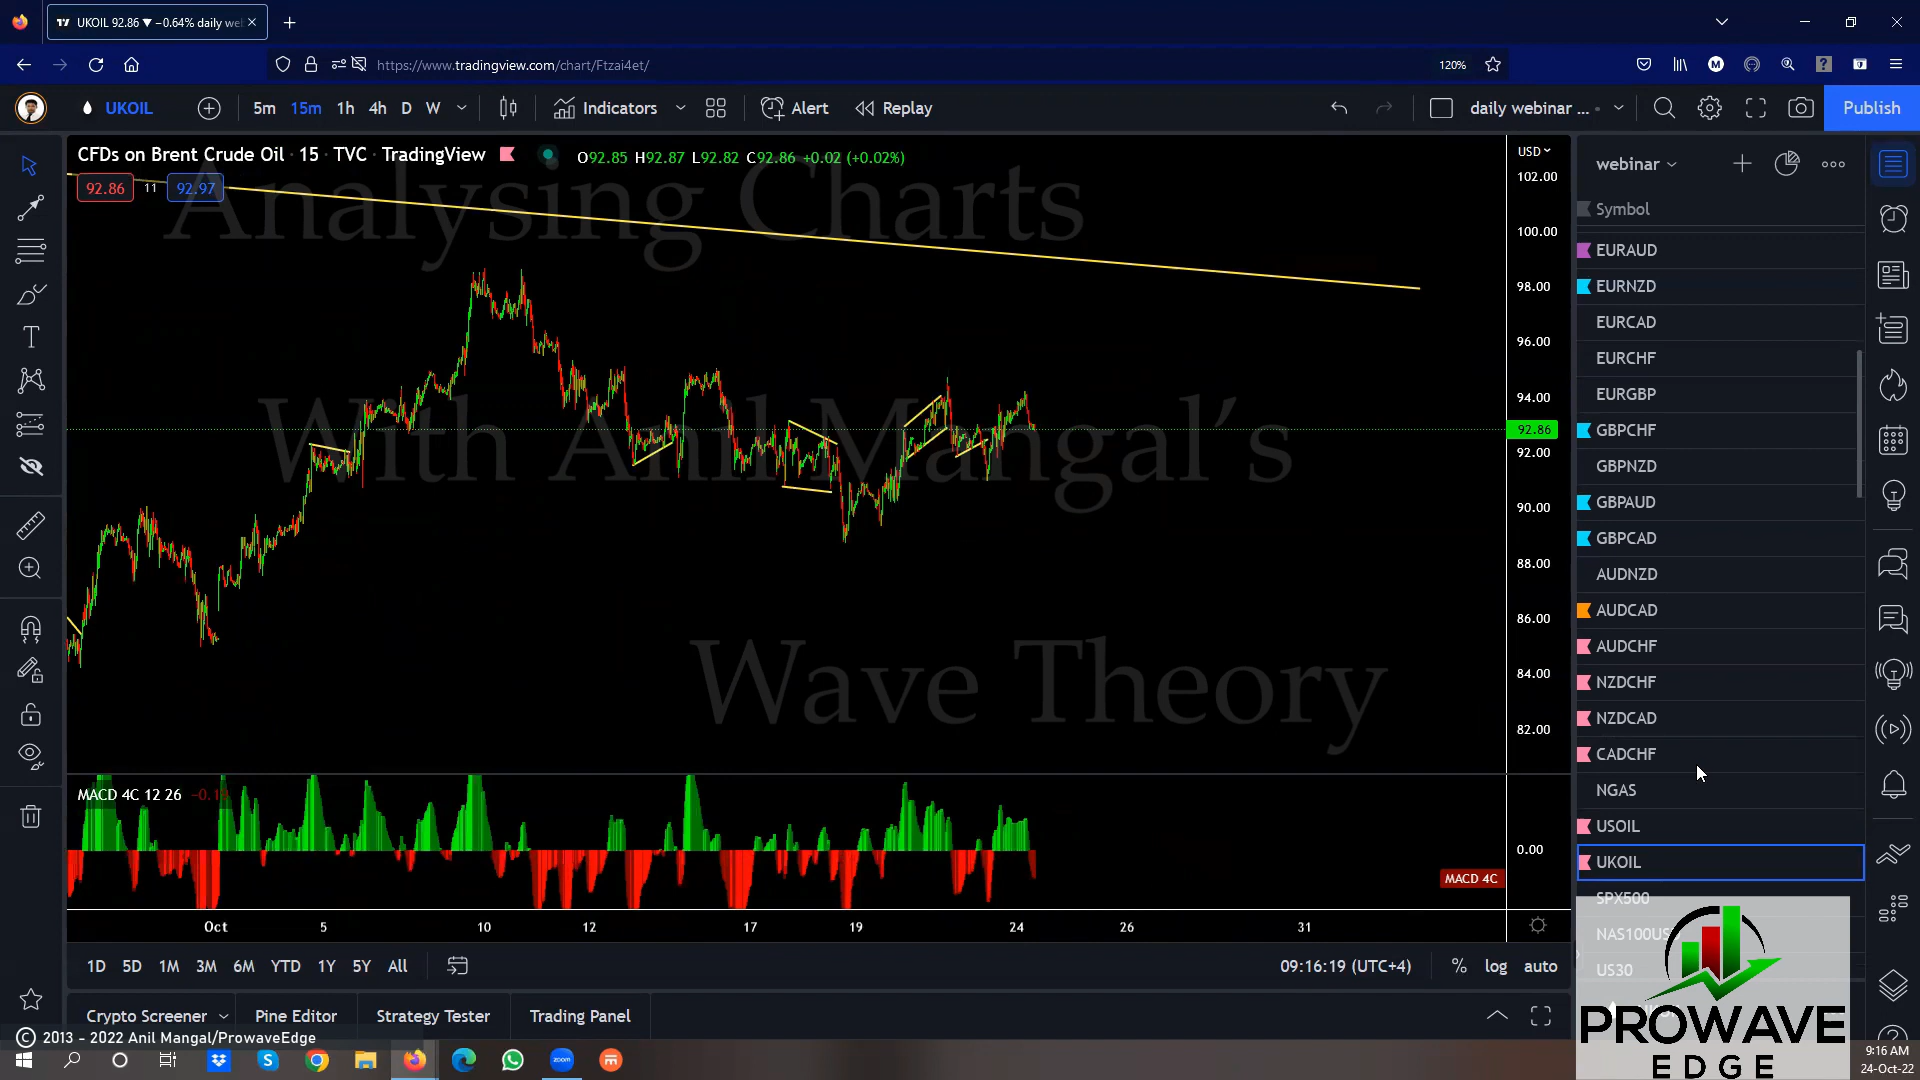 UKOIL 92.86 ▼ −0.64% daily we
https://www.tradingview.com/chart/Ftzai4et/
120%
UKOIL
5m 15m 1h 4h D W
Indicators
Alert
Replay
daily webinar ...
Publish
CFDs on Brent Crude Oil · 15 · TVC · TradingView
O92.85 H92.87 L92.82 C92.86 +0.02 (+0.02%)
92.86 11 92.97
Analysing Charts
With Anil Mangal's
Wave Theory
USD
102.00
100.00
98.00
96.00
94.00
92.86
92.00
90.00
88.00
86.00
84.00
82.00
MACD 4C 12 26
0.00
MACD 4C
Oct 5 10 12 17 19 24 26 31
1D 5D 1M 3M 6M YTD 1Y 5Y All
09:16:19 (UTC+4)
% log auto
Crypto Screener
Pine Editor
Strategy Tester
Trading Panel
webinar
Symbol
EURAUD
EURNZD
EURCAD
EURCHF
EURGBP
GBPCHF
GBPNZD
GBPAUD
GBPCAD
AUDNZD
AUDCAD
AUDCHF
NZDCHF
NZDCAD
CADCHF
NGAS
USOIL
UKOIL
SPX500
NAS100US
US30
PROWAVE
EDGE
© 2013 - 2022 Anil Mangal/ProwaveEdge
zoom
9:16 AM
24-Oct-22